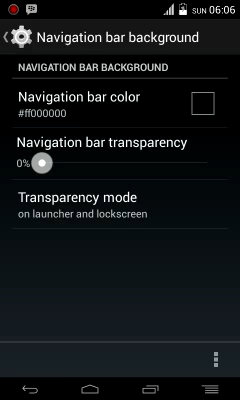 SUN 06:06
Navigation bar background
NAVIGATION BAR BACKGROUND
Navigation bar color
#ff000000
Navigation bar transparency
0%
Transparency mode
on launcher and lockscreen